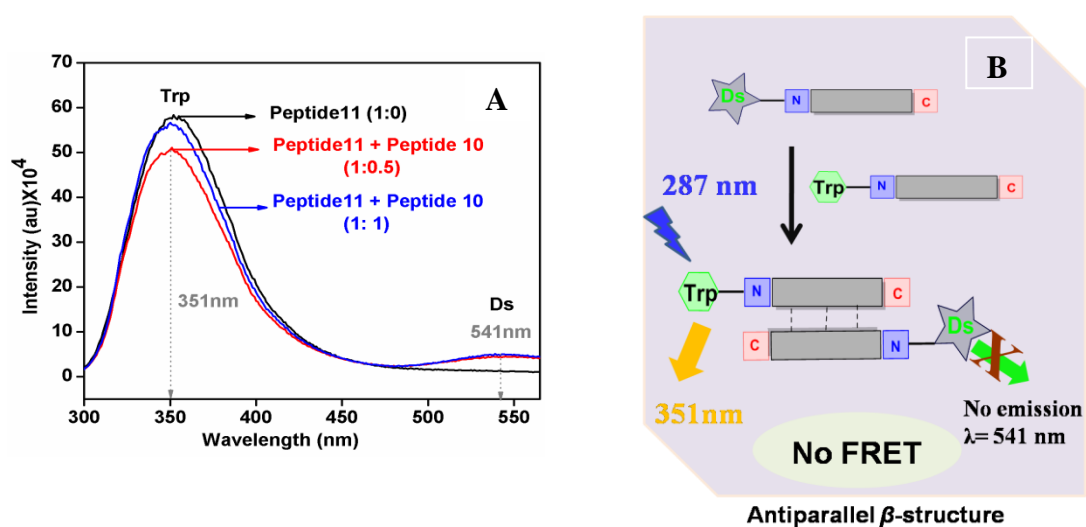 A
70
60
50
40
30
20
10
0
Intensity (au)X10⁴
300
350
400
450
500
550
Wavelength (nm)
Trp
Peptide11 (1:0)
Peptide11 + Peptide 10
(1:0.5)
Peptide11 + Peptide 10
(1: 1)
351nm
Ds
541nm
B
Ds
N
C
287 nm
Trp
N
C
Trp
N
C
C
N
Ds
X
351nm
No emission
λ= 541 nm
No FRET
Antiparallel β-structure